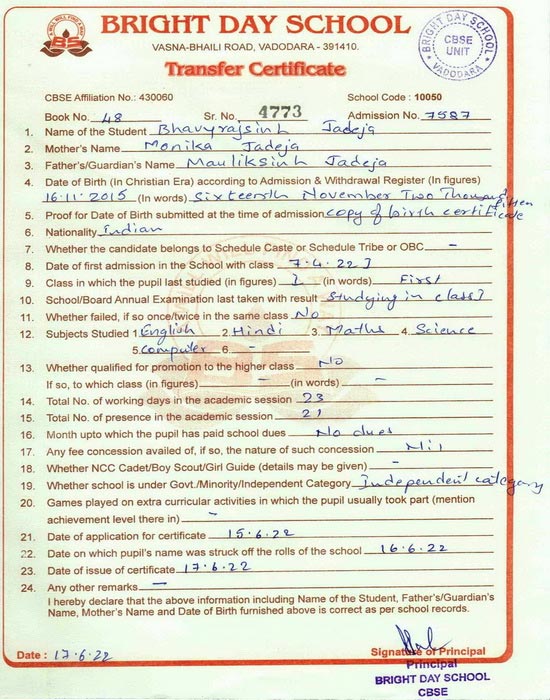 BRIGHT DAY SCHOOL
VASNA-BHAILI ROAD, VADODARA - 391410.
Transfer Certificate
BRIGHT DAY SCHOOL
CBSE
UNIT
VADODARA
CBSE Affiliation No.: 430060 School Code : 10050
Book No. 48 Sr. No. 4773 Admission No. 7587
1. Name of the Student Bhavyrajsinh Jadeja
2. Mother's Name Monika Jadeja
3. Father's/Guardian's Name Mauliksinh Jadeja
4. Date of Birth (In Christian Era) according to Admission & Withdrawal Register (In figures)
16.11.2015 (In words) Sixteenth November Two Thousand fifteen
5. Proof for Date of Birth submitted at the time of admission copy of birth certificate
6. Nationality Indian
7. Whether the candidate belongs to Schedule Caste or Schedule Tribe or OBC -
8. Date of first admission in the School with class 7.4.22 I
9. Class in which the pupil last studied (in figures) I (in words) First
10. School/Board Annual Examination last taken with result Studying in class I
11. Whether failed, if so once/twice in the same class No
12. Subjects Studied 1. English 2. Hindi 3. Maths 4. Science
5. Computer 6. -
13. Whether qualified for promotion to the higher class No
If so, to which class (in figures) - (in words) -
14. Total No. of working days in the academic session 23
15. Total No. of presence in the academic session 21
16. Month upto which the pupil has paid school dues No dues
17. Any fee concession availed of, if so, the nature of such concession Nil
18. Whether NCC Cadet/Boy Scout/Girl Guide (details may be given) -
19. Whether school is under Govt./Minority/Independent Category Independent category
20. Games played on extra curricular activities in which the pupil usually took part (mention
achievement level there in) -
21. Date of application for certificate 15.6.22
22. Date on which pupil's name was struck off the rolls of the school 16.6.22
23. Date of issue of certificate 17.6.22
24. Any other remarks -
I hereby declare that the above information including Name of the Student, Father's/Guardian's
Name, Mother's Name and Date of Birth furnished above is correct as per school records.
Date : 17.6.22 Signature of Principal
Principal
BRIGHT DAY SCHOOL
CBSE